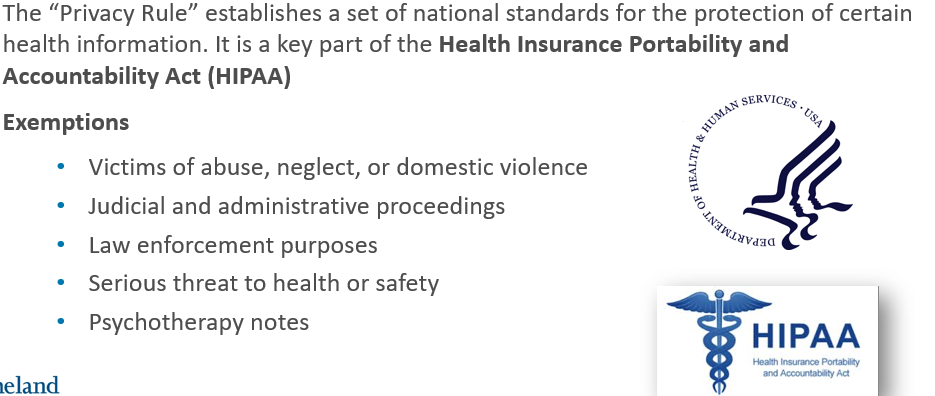 The “Privacy Rule” establishes a set of national standards for the protection of certain
health information. It is a key part of the Health Insurance Portability and
Accountability Act (HIPAA)
Exemptions
• Victims of abuse, neglect, or domestic violence
• Judicial and administrative proceedings
• Law enforcement purposes
• Serious threat to health or safety
• Psychotherapy notes
DEPARTMENT OF HEALTH & HUMAN SERVICES · USA
HIPAA
Health Insurance Portability
and Accountability Act
neland